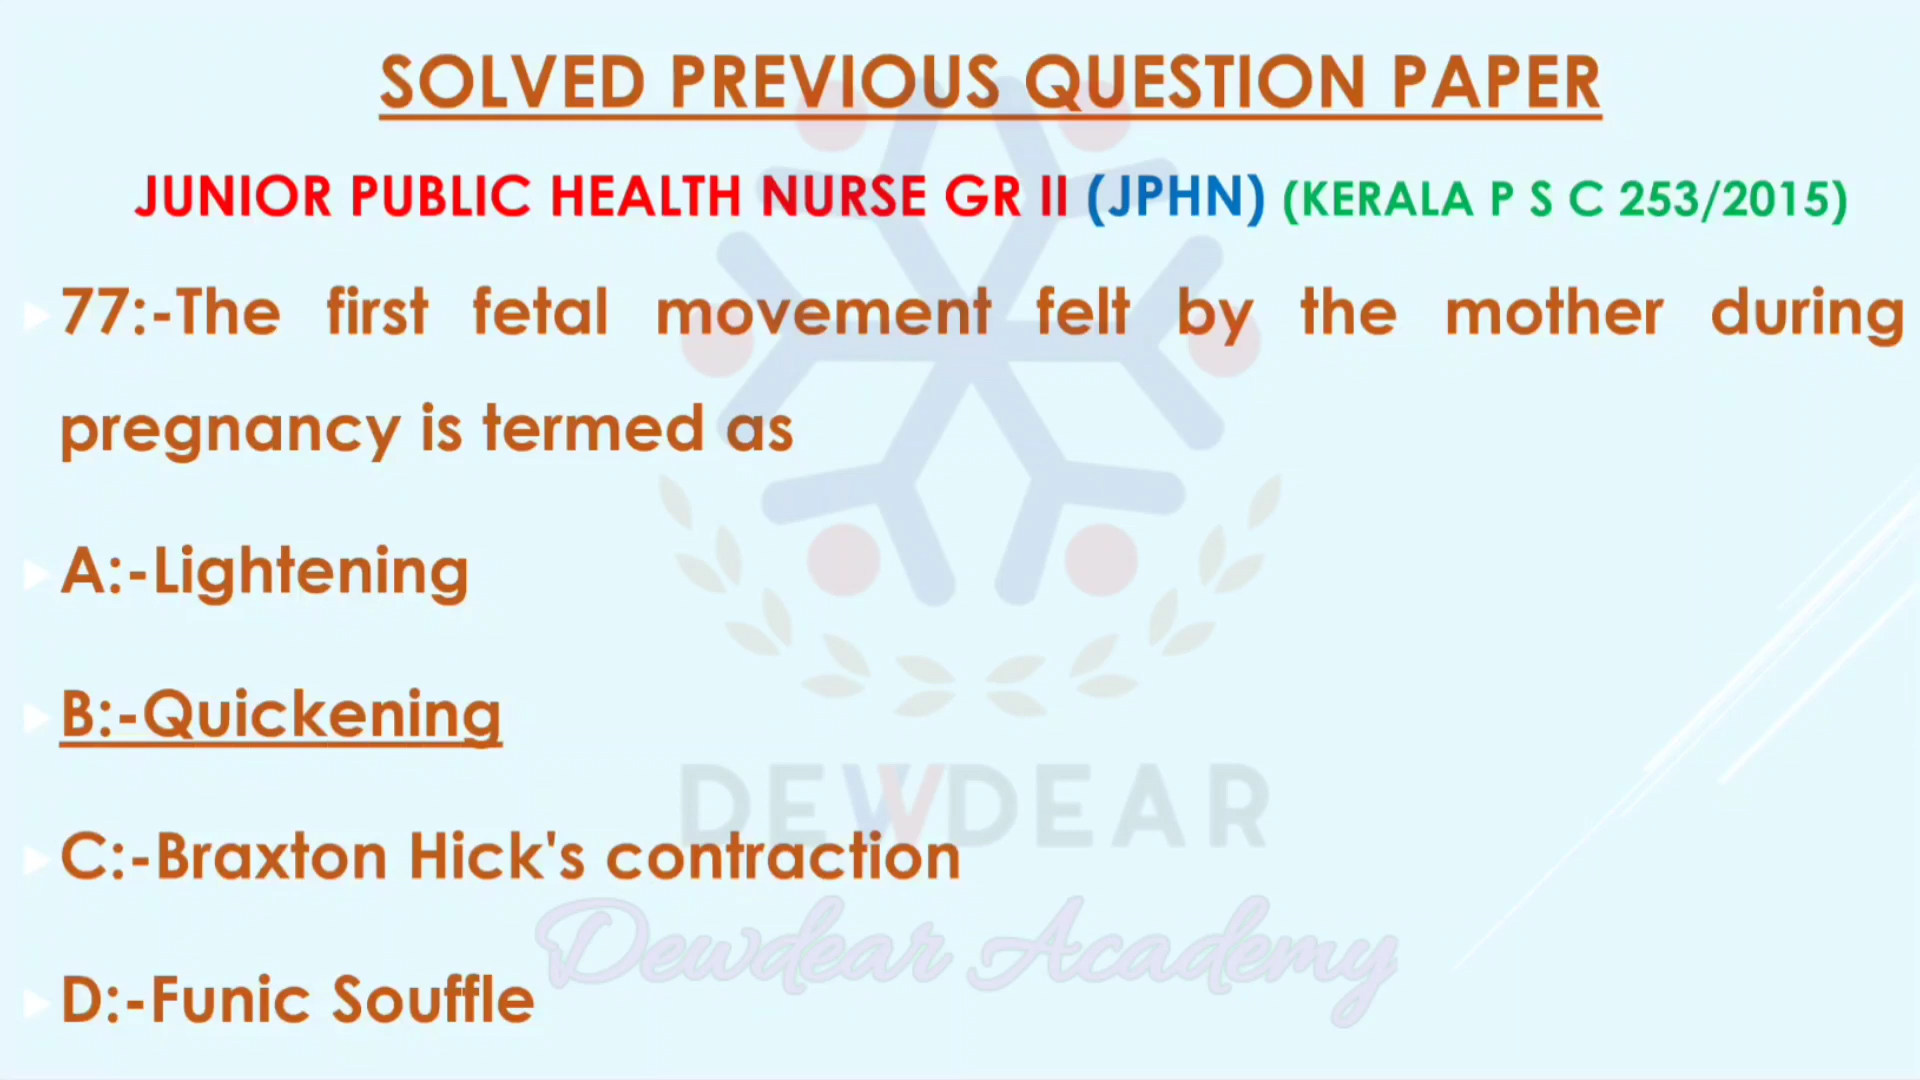 SOLVED PREVIOUS QUESTION PAPER
JUNIOR PUBLIC HEALTH NURSE GR II (JPHN) (KERALA P S C 253/2015)
77:-The first fetal movement felt by the mother during
pregnancy is termed as
A:-Lightening
B:-Quickening
DEWDEAR
C:-Braxton Hick's contraction
Dewdear Academy
D:-Funic Souffle